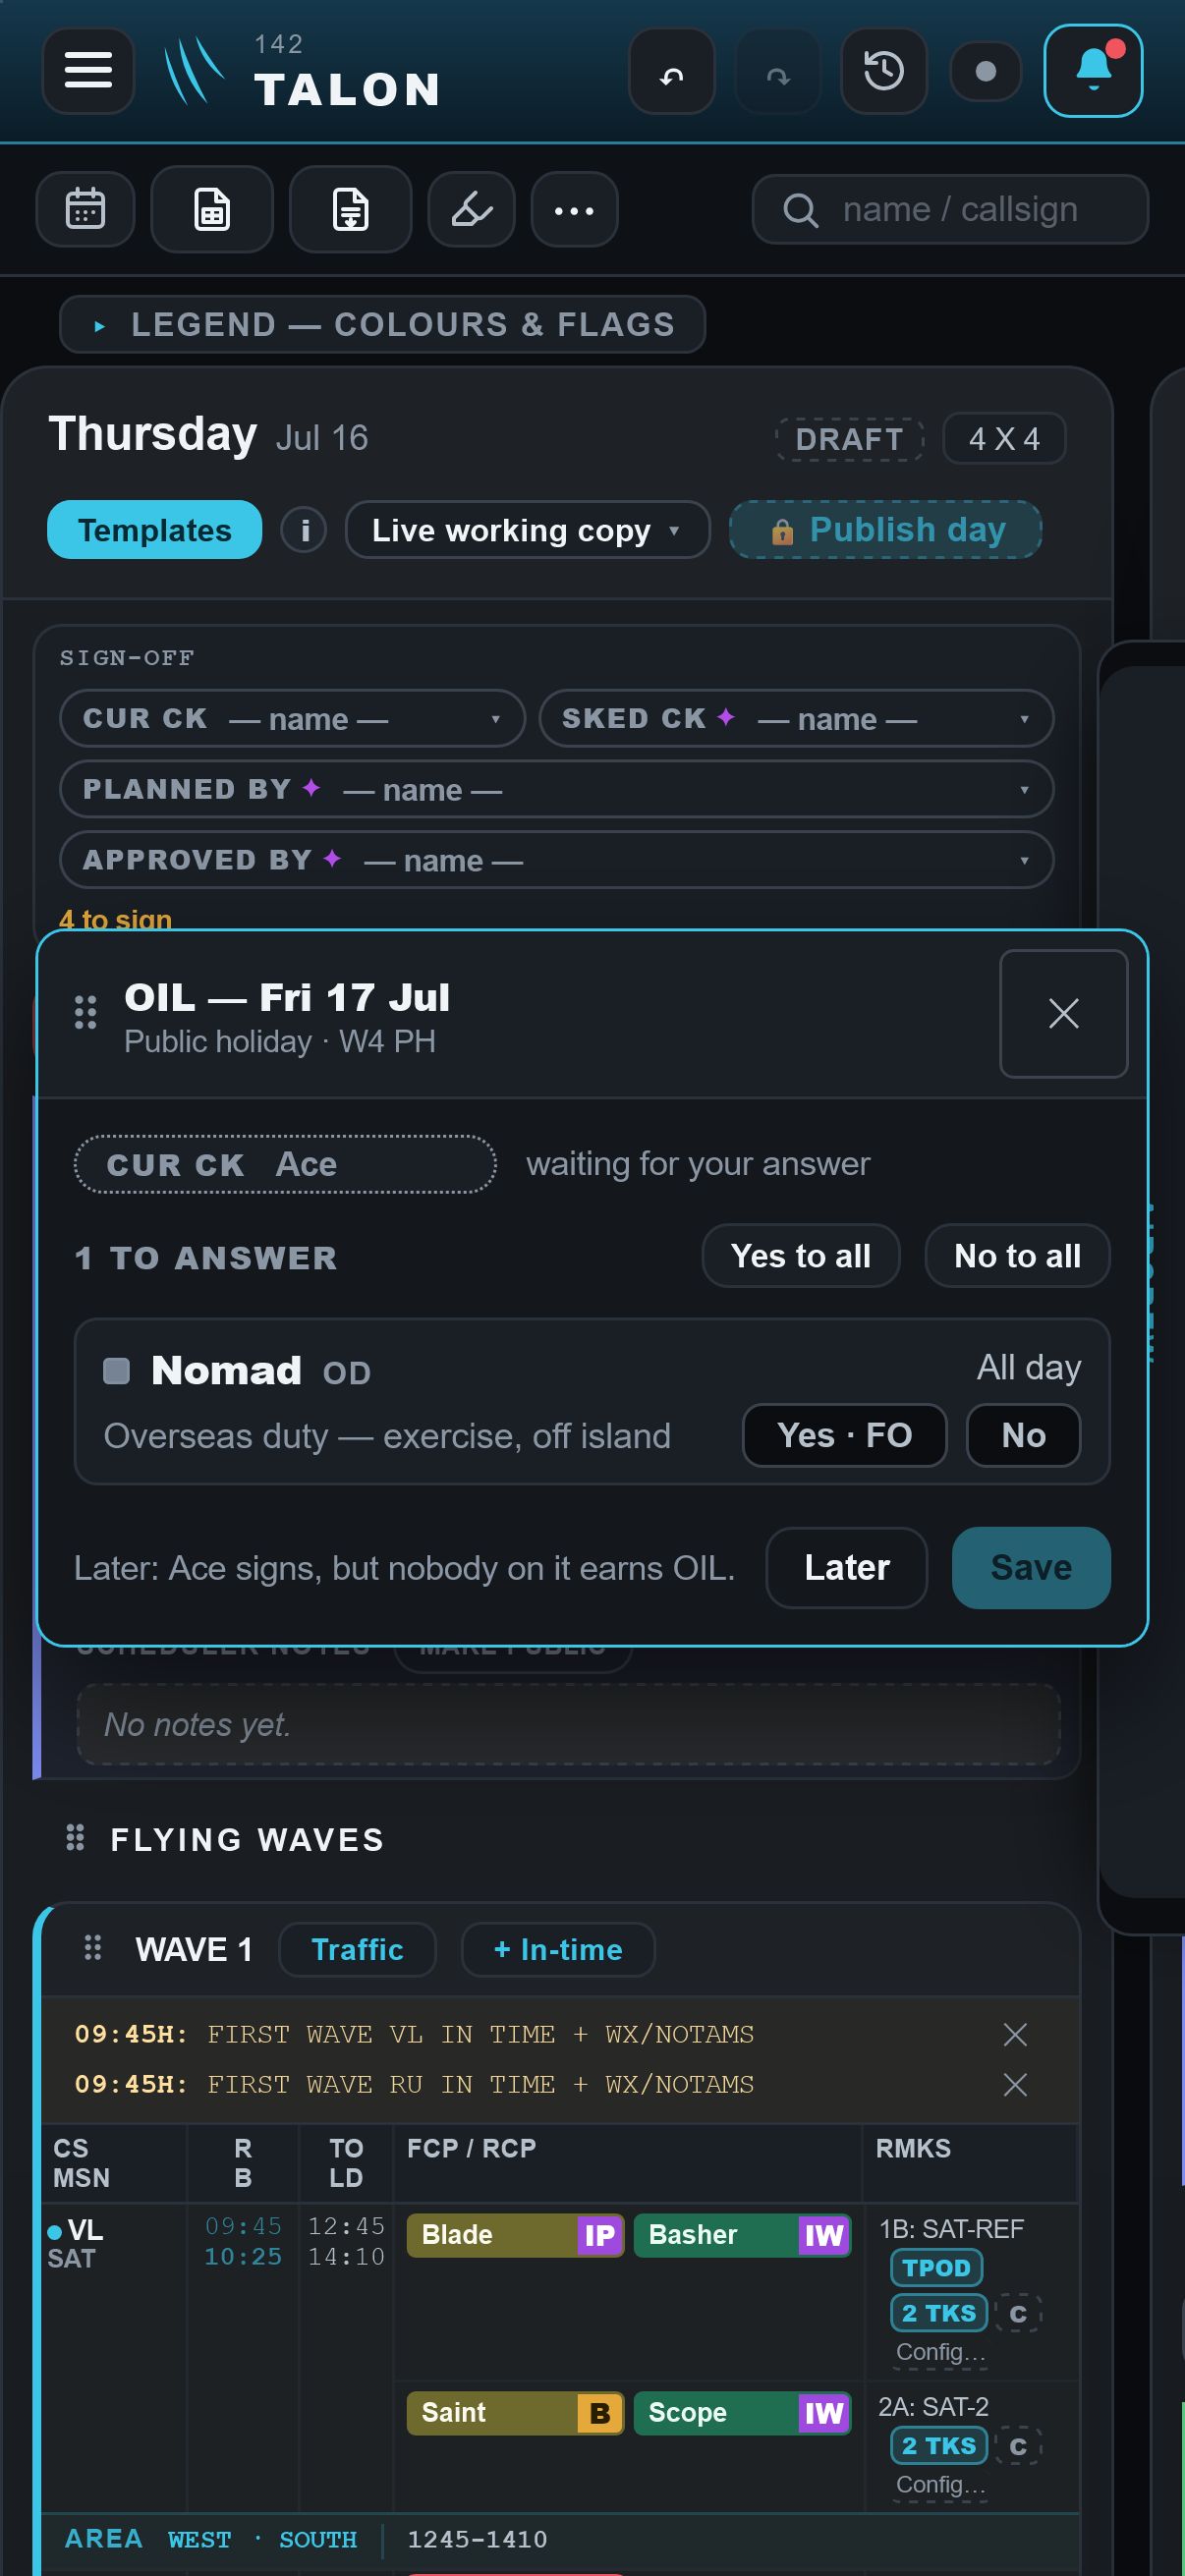 142
TALON
name / callsign
LEGEND — COLOURS & FLAGS
Thursday Jul 16 DRAFT 4 X 4
Templates i Live working copy Publish day
SIGN-OFF
CUR CK — name — SKED CK — name —
PLANNED BY — name —
APPROVED BY — name —
4 to sign
OIL — Fri 17 Jul
Public holiday · W4 PH
CUR CK Ace waiting for your answer
1 TO ANSWER Yes to all No to all
Nomad OD All day
Overseas duty — exercise, off island Yes · FO No
Later: Ace signs, but nobody on it earns OIL. Later Save
SCHEDULER NOTES MAKE PUBLIC
No notes yet.
FLYING WAVES
WAVE 1 Traffic + In-time
09:45H: FIRST WAVE VL IN TIME + WX/NOTAMS
09:45H: FIRST WAVE RU IN TIME + WX/NOTAMS
CS R TO FCP / RCP RMKS
MSN B LD
VL 09:45 12:45 Blade IP Basher IW 1B: SAT-REF
SAT 10:25 14:10
TPOD
2 TKS C
Config...
Saint B Scope IW 2A: SAT-2
2 TKS C
Config...
AREA WEST · SOUTH 1245-1410